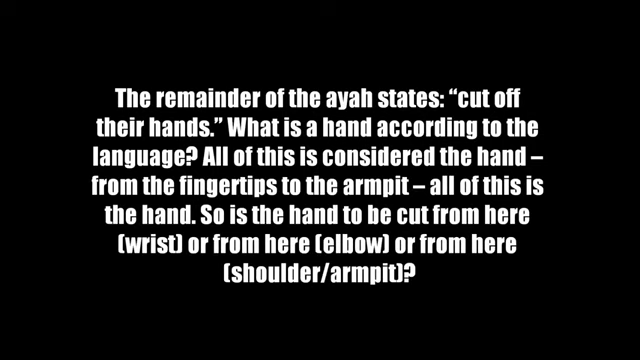 The remainder of the ayah states: “cut off
their hands.” What is a hand according to the
language? All of this is considered the hand –
from the fingertips to the armpit – all of this is
the hand. So is the hand to be cut from here
(wrist) or from here (elbow) or from here
(shoulder/armpit)?